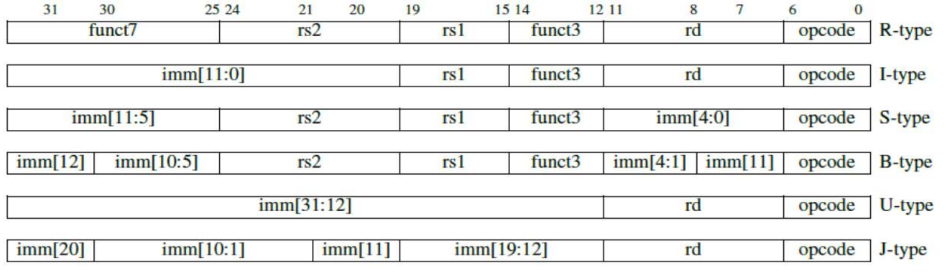 31 30 25 24 21 20 19 15 14 12 11 8 7 6 0
funct7 rs2 rs1 funct3 rd opcode R-type
imm[11:0] rs1 funct3 rd opcode I-type
imm[11:5] rs2 rs1 funct3 imm[4:0] opcode S-type
imm[12] imm[10:5] rs2 rs1 funct3 imm[4:1] imm[11] opcode B-type
imm[31:12] rd opcode U-type
imm[20] imm[10:1] imm[11] imm[19:12] rd opcode J-type